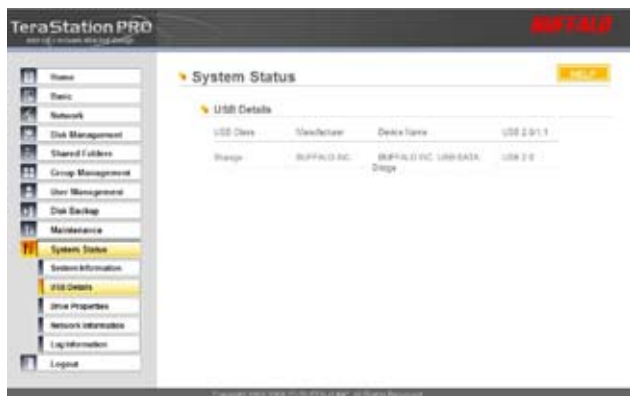 TeraStation PRO
BUFFALO
Home
Basic
Network
Disk Management
Shared Folders
Group Management
User Management
Disk Backup
Maintenance
System Status
System Information
USB Details
Drive Properties
Network Information
Log Information
Logout
System Status
HELP
USB Details
USB Class Manufacturer Device Name USB 2.0/1.1
Storage BUFFALO INC. BUFFALO INC. USB-SATA USB 2.0